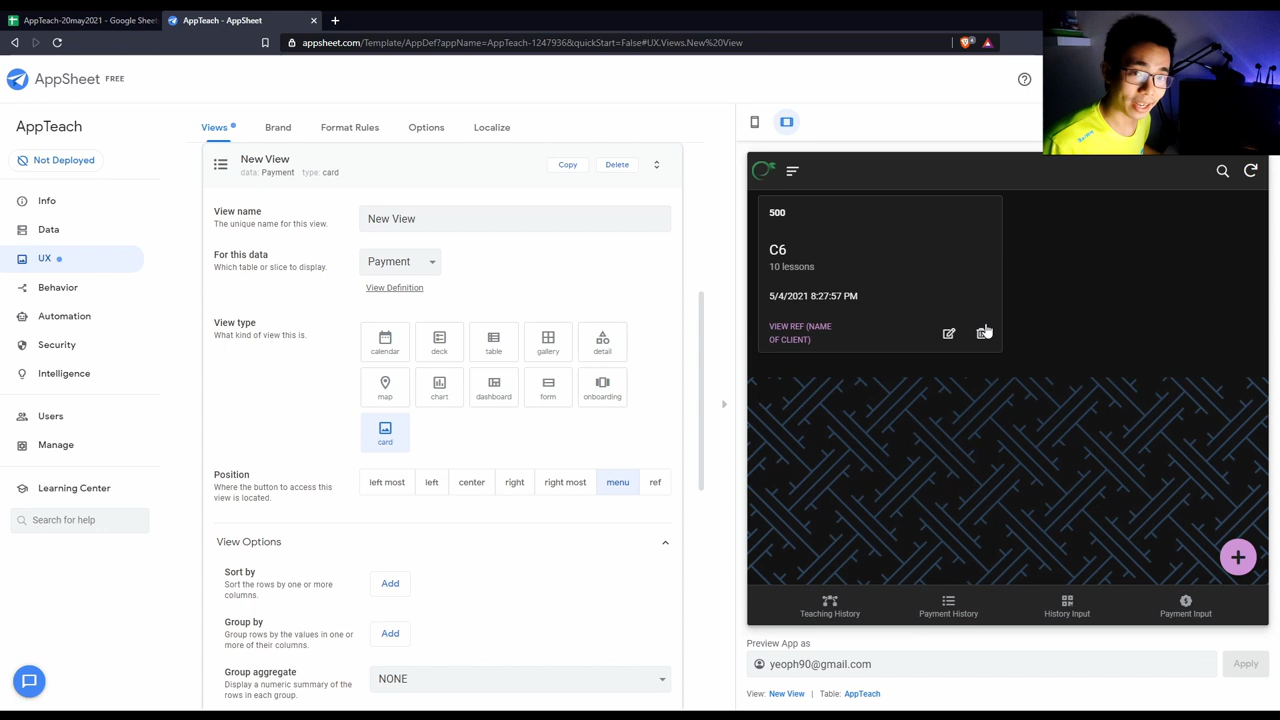 AppTeach-20may2021 - Google Sheet
AppTeach - AppSheet
appsheet.com/Template/AppDef?appName=AppTeach-1247936&quickStart=False#UX.Views.New%20View
AppSheet FREE
AppTeach
Not Deployed
Info
Data
UX
Behavior
Automation
Security
Intelligence
Users
Manage
Learning Center
Search for help
Views
Brand
Format Rules
Options
Localize
New View
data: Payment type: card
Copy
Delete
View name
The unique name for this view.
New View
For this data
Which table or slice to display.
Payment
View Definition
View type
What kind of view this is.
calendar
deck
table
gallery
detail
map
chart
dashboard
form
onboarding
card
Position
Where the button to access this
view is located.
left most
left
center
right
right most
menu
ref
View Options
Sort by
Sort the rows by one or more
columns.
Add
Group by
Group rows by the values in one or
more of their columns.
Add
Group aggregate
Display a numeric summary of the
rows in each group.
NONE
500
C6
10 lessons
5/4/2021 8:27:57 PM
VIEW REF (NAME
OF CLIENT)
Teaching History
Payment History
History Input
Payment Input
Preview App as
yeoph90@gmail.com
Apply
View: New View | Table: AppTeach